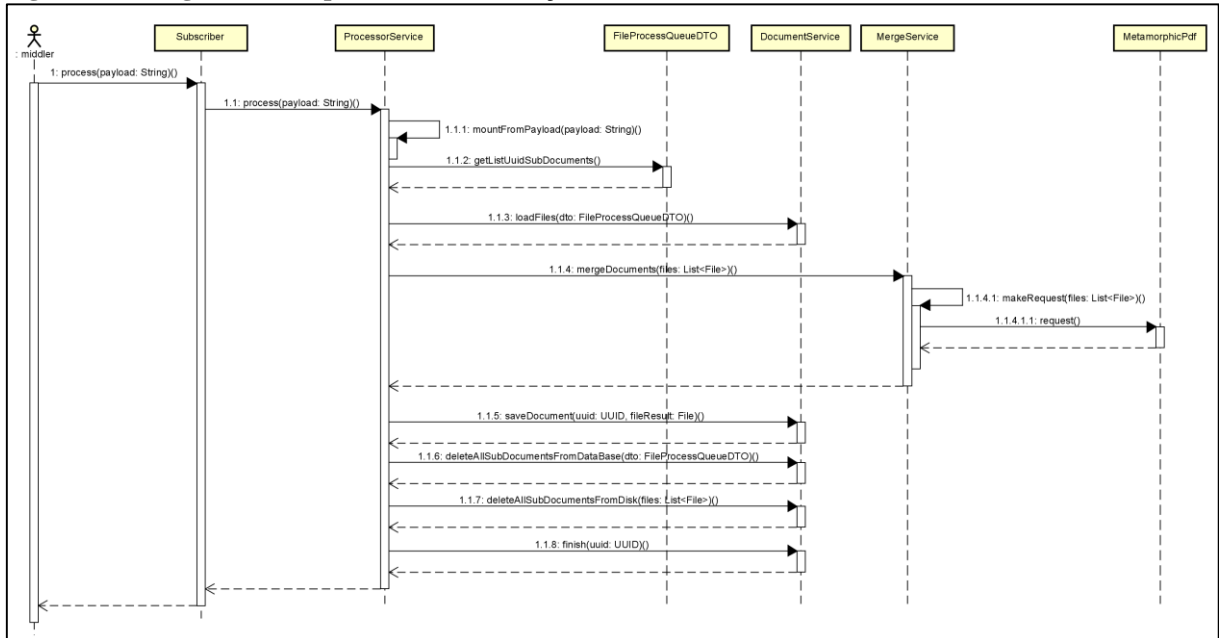 : middler
Subscriber
ProcessorService
FileProcessQueueDTO
DocumentService
MergeService
MetamorphicPdf
1: process(payload: String)()
1.1: process(payload: String)()
1.1.1: mountFromPayload(payload: String)()
1.1.2: getListUuidSubDocuments()
1.1.3: loadFiles(dto: FileProcessQueueDTO)()
1.1.4: mergeDocuments(files: List<File>)()
1.1.4.1: makeRequest(files: List<File>)()
1.1.4.1.1: request()
1.1.5: saveDocument(uuid: UUID, fileResult: File)()
1.1.6: deleteAllSubDocumentsFromDataBase(dto: FileProcessQueueDTO)()
1.1.7: deleteAllSubDocumentsFromDisk(files: List<File>)()
1.1.8: finish(uuid: UUID)()